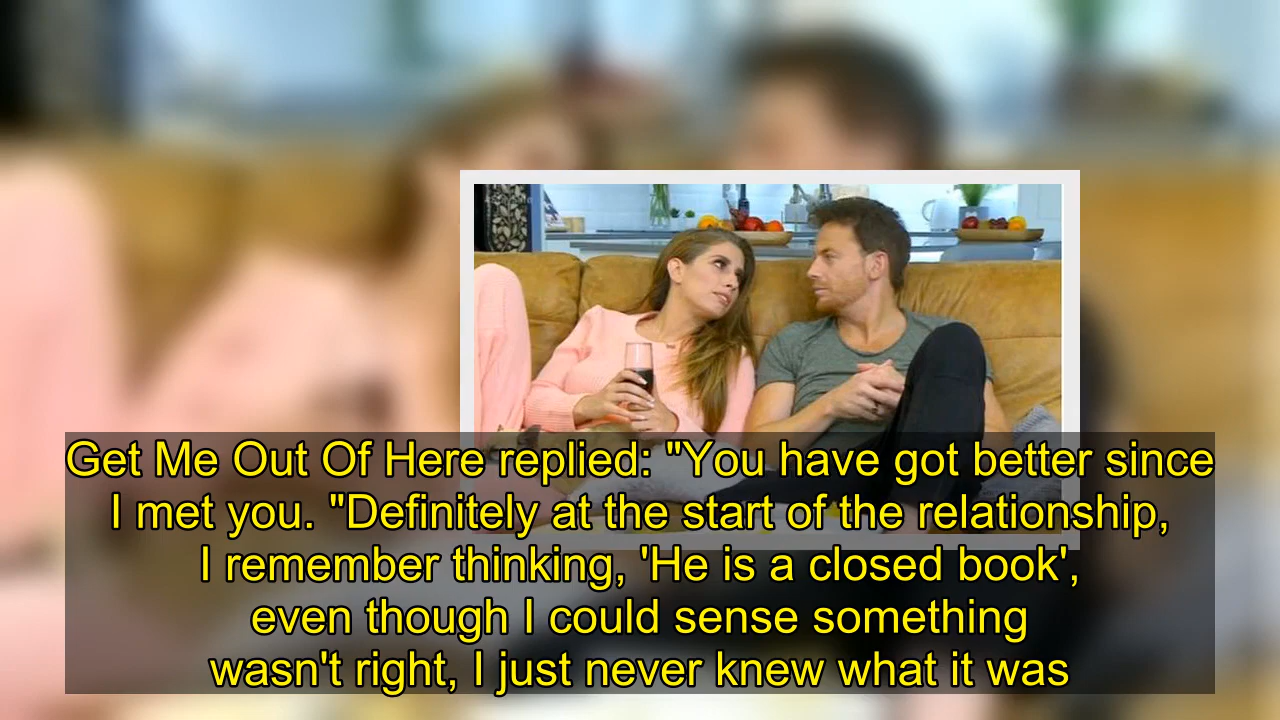 Get Me Out Of Here replied: "You have got better since
I met you. "Definitely at the start of the relationship,
I remember thinking, 'He is a closed book',
even though I could sense something
wasn't right, I just never knew what it was